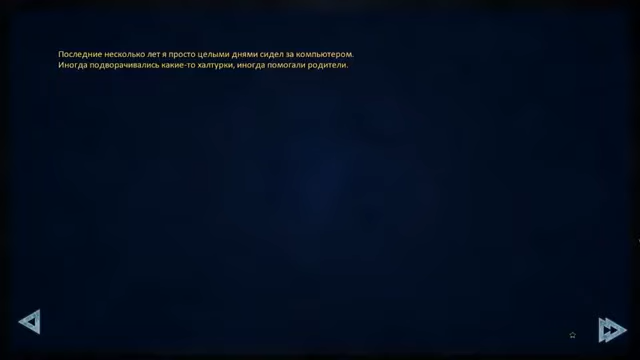 Последние несколько лет я просто целыми днями сидел за компьютером.
Иногда подворачивались какие-то халтурки, иногда помогали родители.